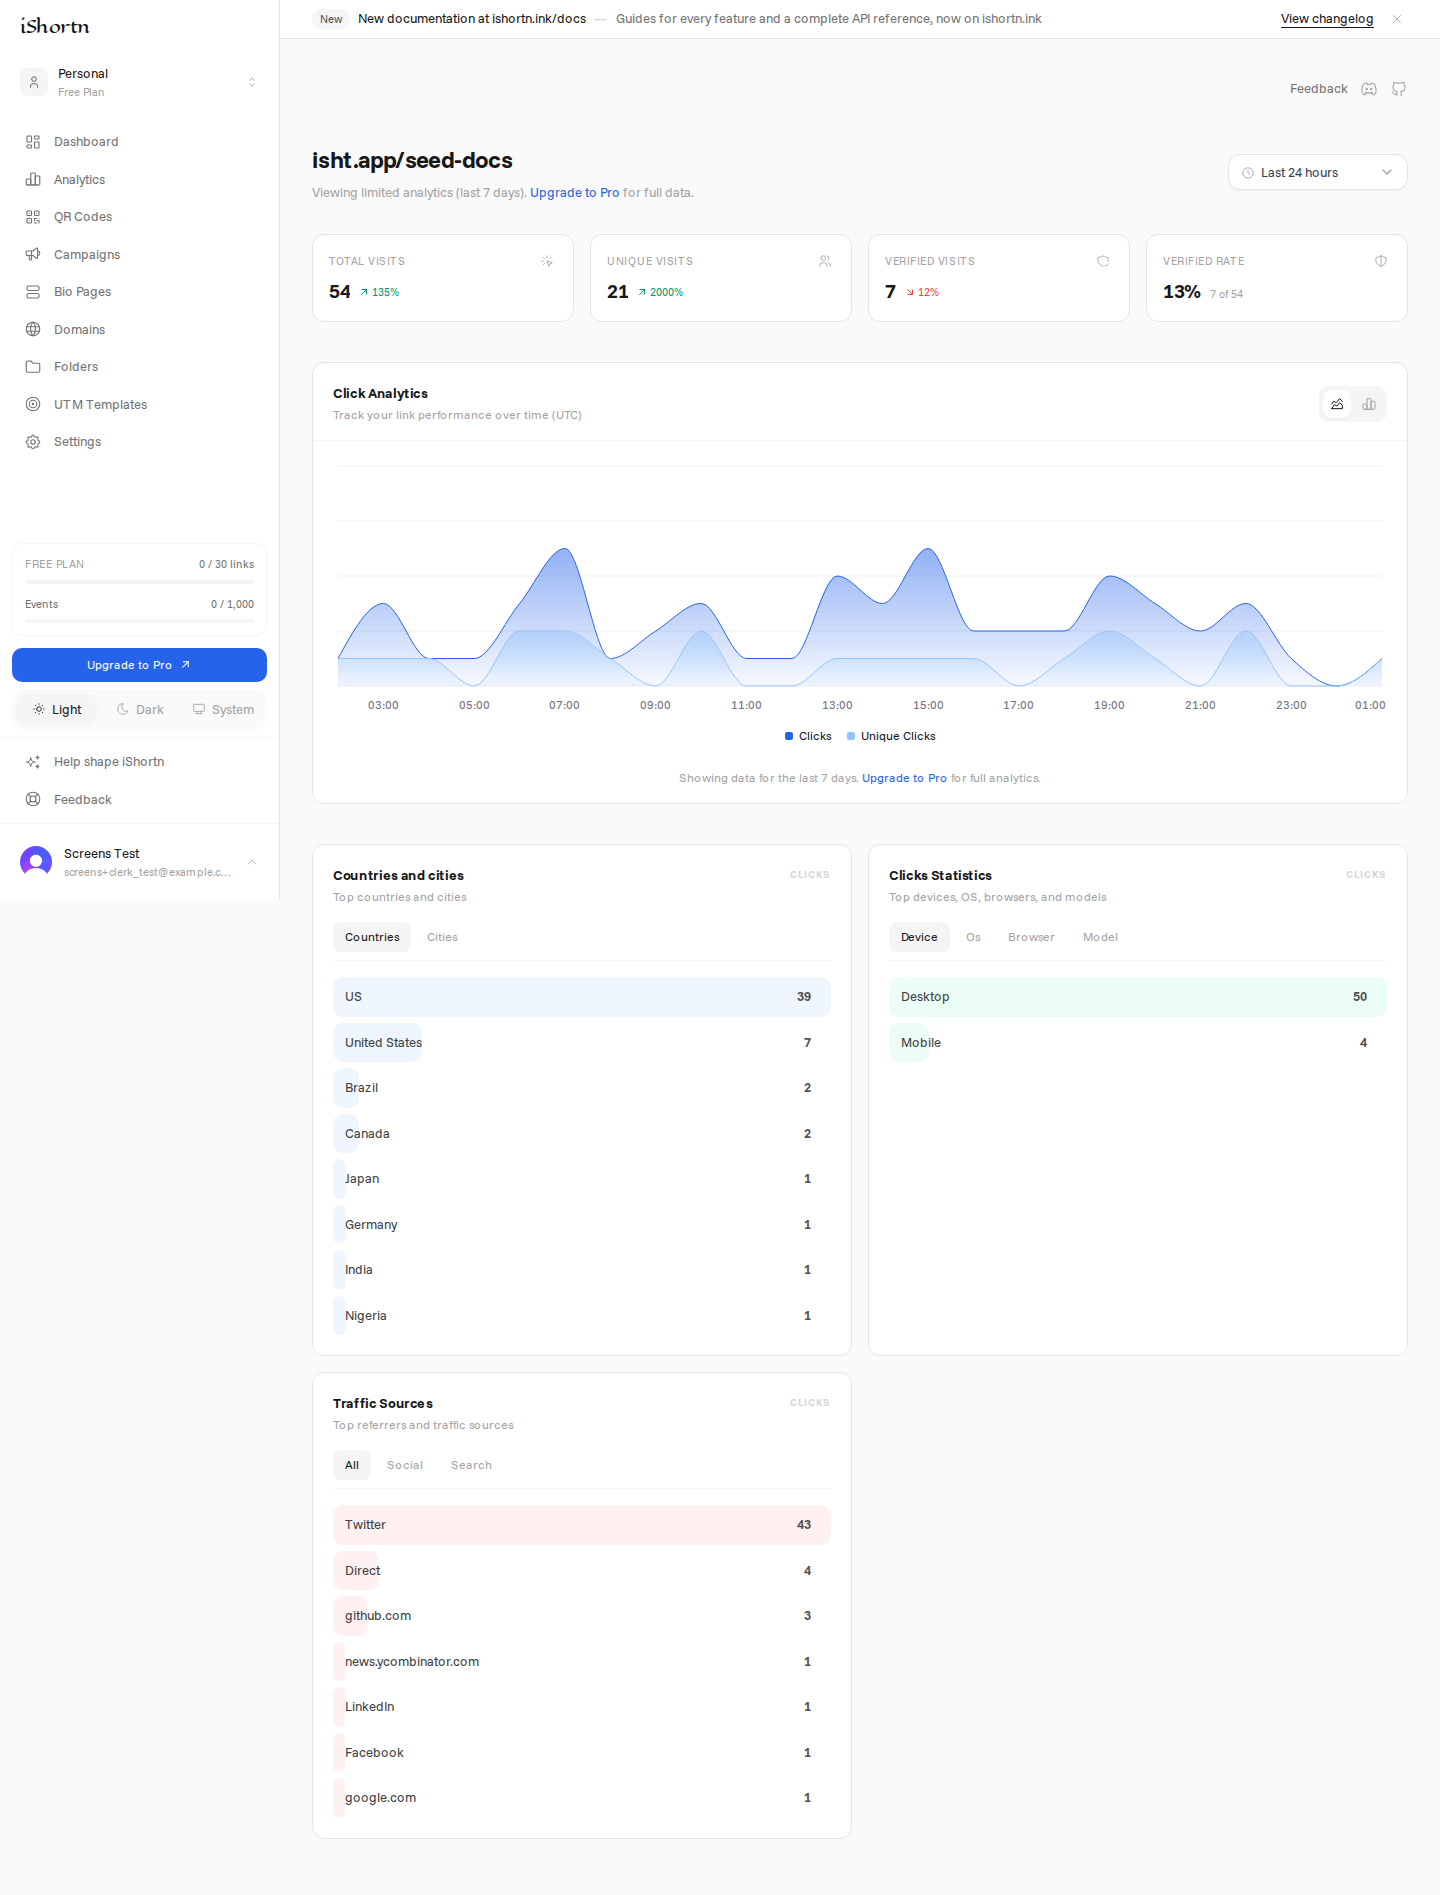 iShortn
Personal
Free Plan
Dashboard
Analytics
QR Codes
Campaigns
Bio Pages
Domains
Folders
UTM Templates
Settings
FREE PLAN 0 / 30 links
Events 0 / 1,000
Upgrade to Pro
Light Dark System
Help shape iShortn
Feedback
Screens Test
screens+clerk_test@example.c...
New New documentation at ishortn.ink/docs — Guides for every feature and a complete API reference, now on ishortn.ink View changelog
Feedback
isht.app/seed-docs
Viewing limited analytics (last 7 days). Upgrade to Pro for full data.
Last 24 hours
TOTAL VISITS
54 135%
UNIQUE VISITS
21 2000%
VERIFIED VISITS
7 12%
VERIFIED RATE
13% 7 of 54
Click Analytics
Track your link performance over time (UTC)
03:00 05:00 07:00 09:00 11:00 13:00 15:00 17:00 19:00 21:00 23:00 01:00
Clicks Unique Clicks
Showing data for the last 7 days. Upgrade to Pro for full analytics.
Countries and cities CLICKS
Top countries and cities
Countries Cities
US 39
United States 7
Brazil 2
Canada 2
Japan 1
Germany 1
India 1
Nigeria 1
Clicks Statistics CLICKS
Top devices, OS, browsers, and models
Device Os Browser Model
Desktop 50
Mobile 4
Traffic Sources CLICKS
Top referrers and traffic sources
All Social Search
Twitter 43
Direct 4
github.com 3
news.ycombinator.com 1
LinkedIn 1
Facebook 1
google.com 1